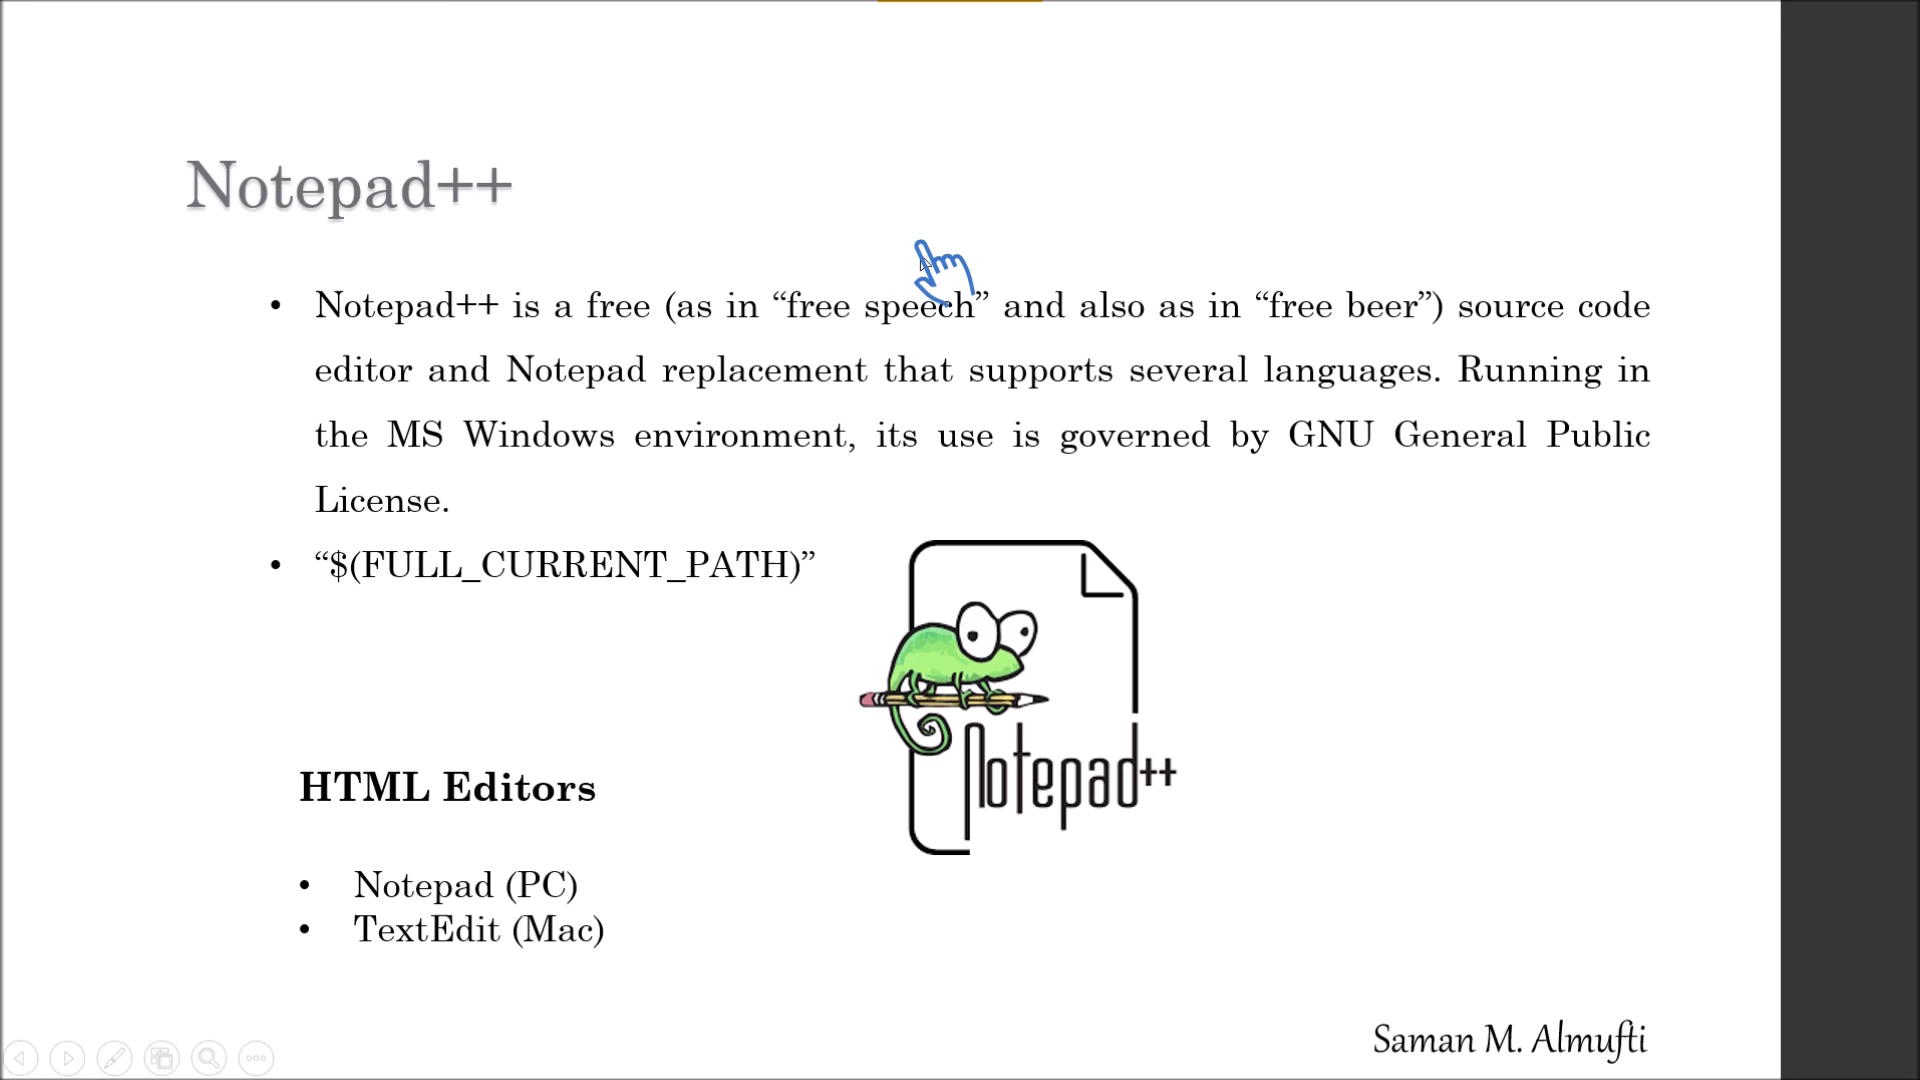 Notepad++
• Notepad++ is a free (as in “free speech” and also as in “free beer”) source code
editor and Notepad replacement that supports several languages. Running in
the MS Windows environment, its use is governed by GNU General Public
License.
• “$(FULL_CURRENT_PATH)”
Notepad++
HTML Editors
• Notepad (PC)
• TextEdit (Mac)
Saman M. Almufti